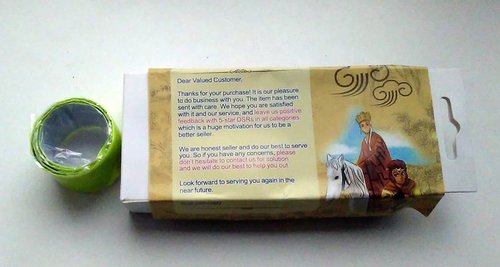 Dear Valued Customer,
Thanks for your purchase! It is our pleasure
to do business with you. The item has been
sent with care. We hope you are satisfied
with it and our service, and leave us positive
feedback with 5-star DSRs in all categories
which is a huge motivation for us to be a
better seller.
We are honest seller and do our best to serve
you. So if you have any concerns, please
don't hesitate to contact us for solution
and we will do our best to help you out
Look forward to serving you again in the
near future.